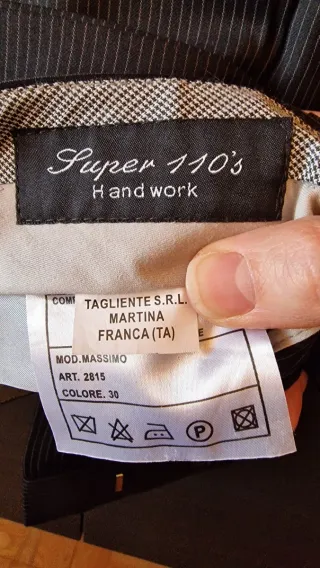 Super 110's
Handwork
TAGLIENTE S.R.L.
MARTINA
FRANCA (TA)
MOD.MASSIMO
ART. 2815
COLORE. 30
P